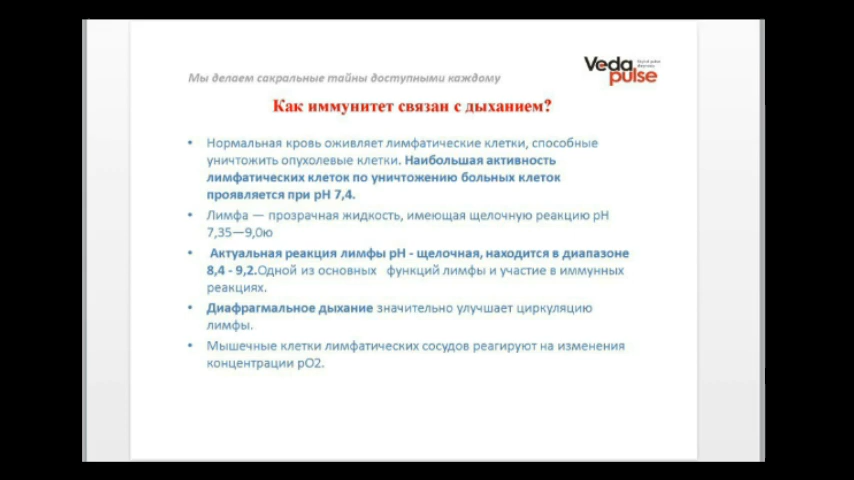 Мы делаем сакральные тайны доступными каждому
Veda
pulse
Как иммунитет связан с дыханием?
• Нормальная кровь оживляет лимфатические клетки, способные
уничтожить опухолевые клетки. Наибольшая активность
лимфатических клеток по уничтожению больных клеток
проявляется при pH 7,4.
• Лимфа — прозрачная жидкость, имеющая щелочную реакцию pH
7,35—9,0ю
• Актуальная реакция лимфы pH - щелочная, находится в диапазоне
8,4 - 9,2.Одной из основных функций лимфы и участие в иммунных
реакциях.
• Диафрагмальное дыхание значительно улучшает циркуляцию
лимфы.
• Мышечные клетки лимфатических сосудов реагируют на изменения
концентрации pO2.